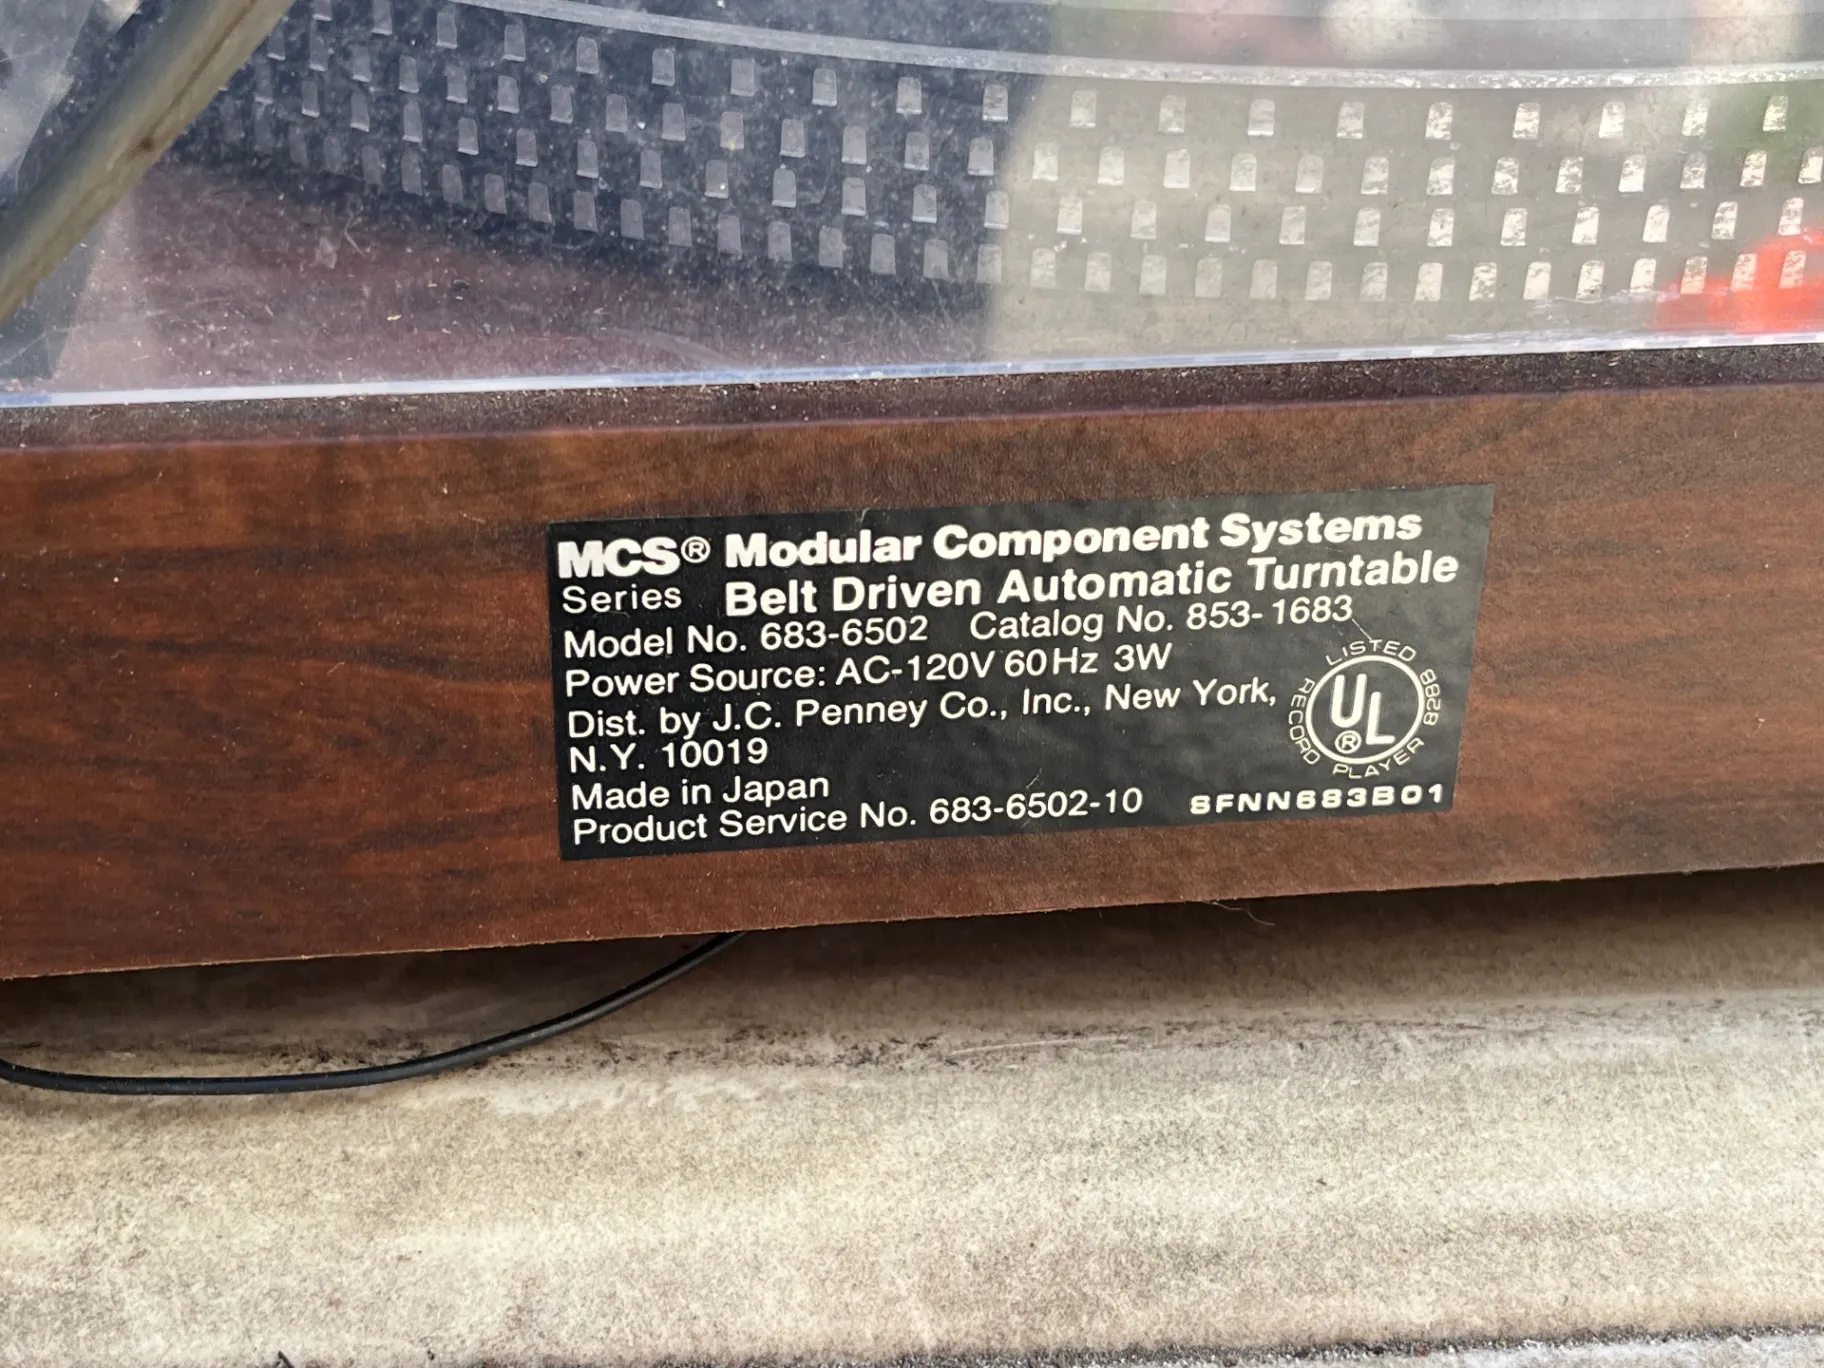 MCS® Modular Component Systems
Series Belt Driven Automatic Turntable
Model No. 683-6502 Catalog No. 853-1683
Power Source: AC-120V 60Hz 3W
Dist. by J.C. Penney Co., Inc., New York,
N.Y. 10019
Made in Japan
Product Service No. 683-6502-10
LISTED 828B
UL®
RECORD PLAYER
SFNN683B01